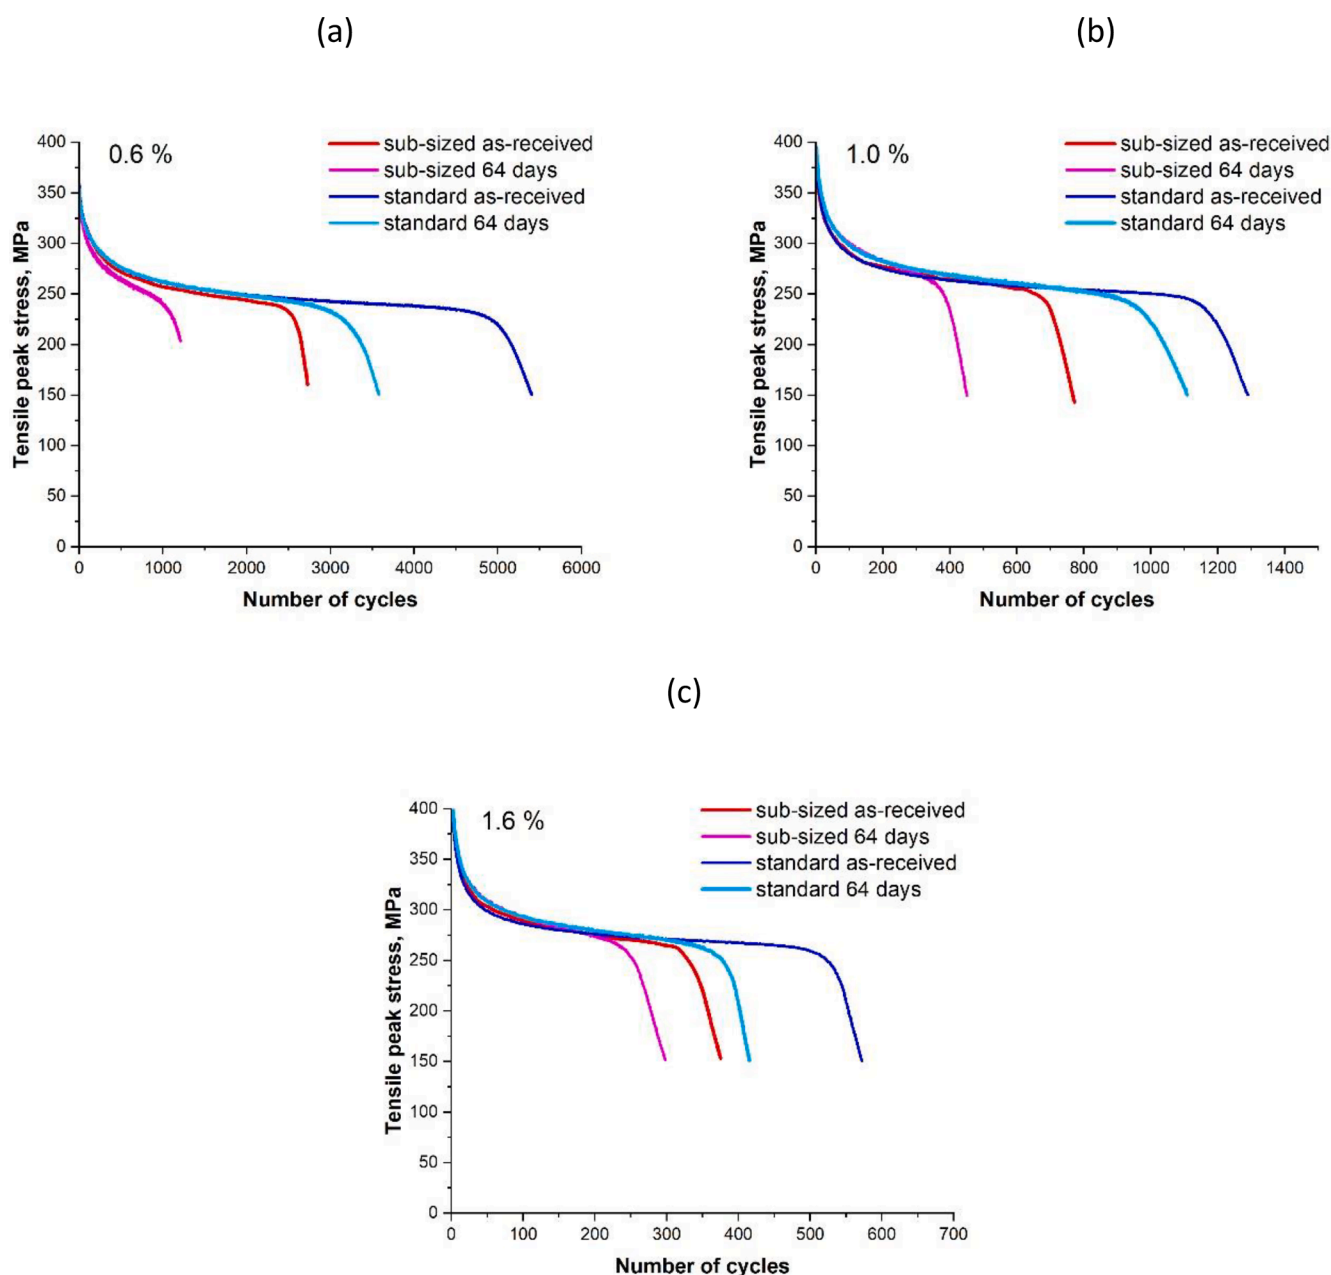 (a)
(b)
0.6 %
sub-sized as-received
sub-sized 64 days
standard as-received
standard 64 days
400
350
300
250
200
150
100
50
0
Tensile peak stress, MPa
0 1000 2000 3000 4000 5000 6000
Number of cycles
1.0 %
sub-sized as-received
sub-sized 64 days
standard as-received
standard 64 days
400
350
300
250
200
150
100
50
0
Tensile peak stress, MPa
0 200 400 600 800 1000 1200 1400
Number of cycles
(c)
1.6 %
sub-sized as-received
sub-sized 64 days
standard as-received
standard 64 days
400
350
300
250
200
150
100
50
0
Tensile peak stress, MPa
0 100 200 300 400 500 600 700
Number of cycles